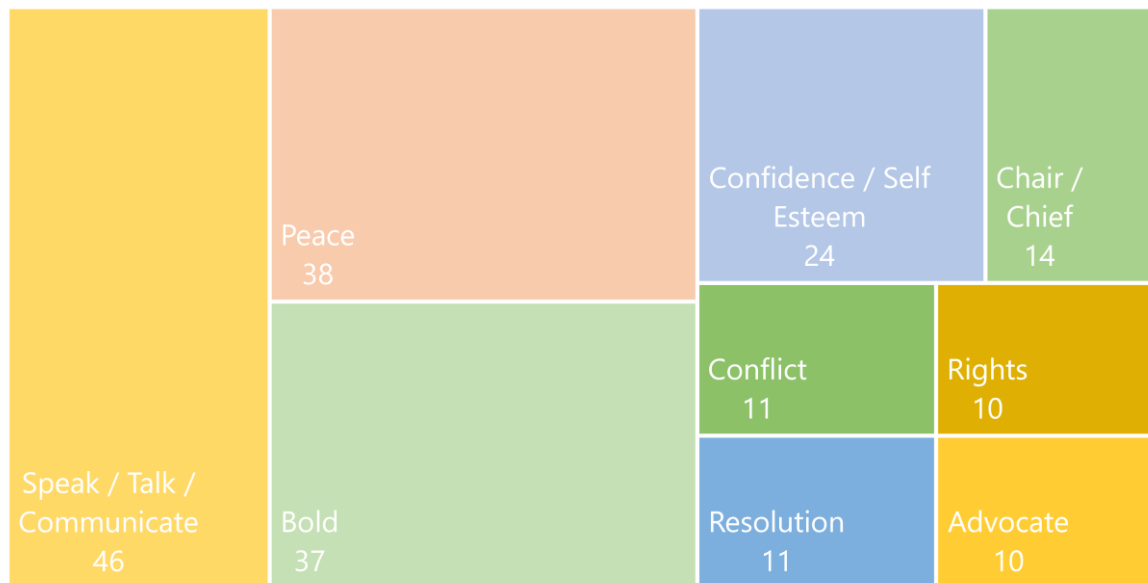 Speak / Talk /
Communicate
46
Peace
38
Bold
37
Confidence / Self
Esteem
24
Chair /
Chief
14
Conflict
11
Rights
10
Resolution
11
Advocate
10